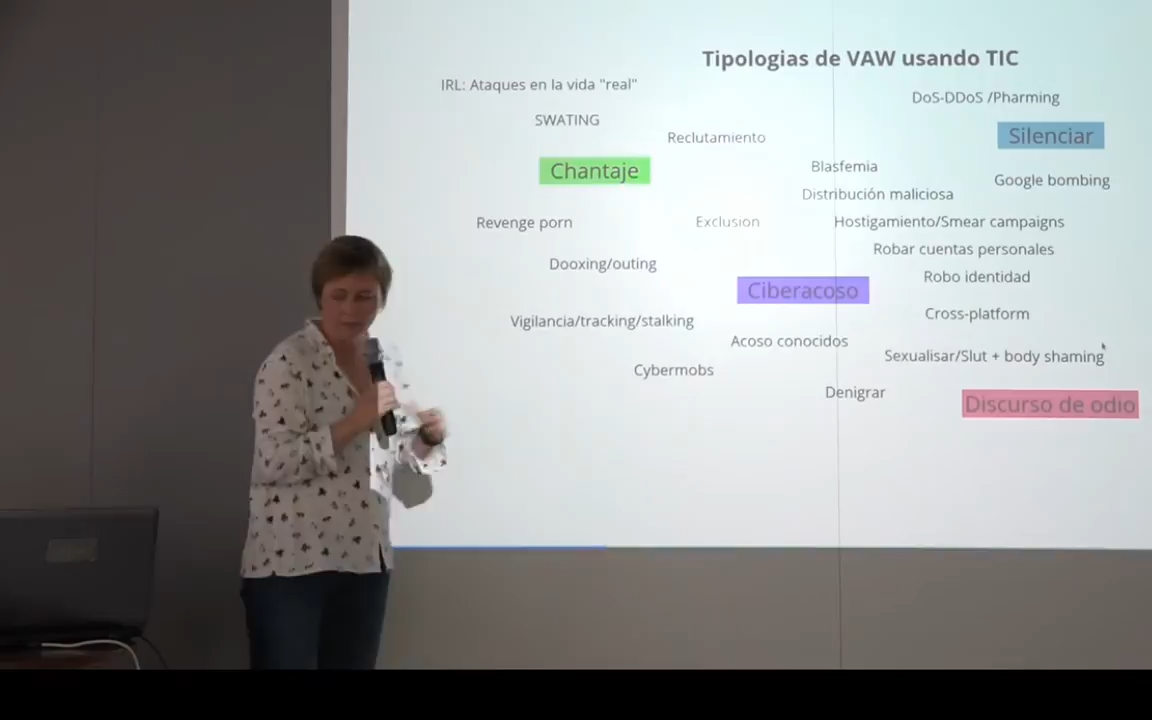 Tipologias de VAW usando TIC
IRL: Ataques en la vida "real"
DoS-DDoS /Pharming
SWATING
Silenciar
Reclutamiento
Chantaje
Blasfemia
Google bombing
Distribución maliciosa
Revenge porn
Exclusion
Hostigamiento/Smear campaigns
Robar cuentas personales
Dooxing/outing
Robo identidad
Ciberacoso
Cross-platform
Vigilancia/tracking/stalking
Acoso conocidos
Sexualisar/Slut + body shaming
Cybermobs
Denigrar
Discurso de odio